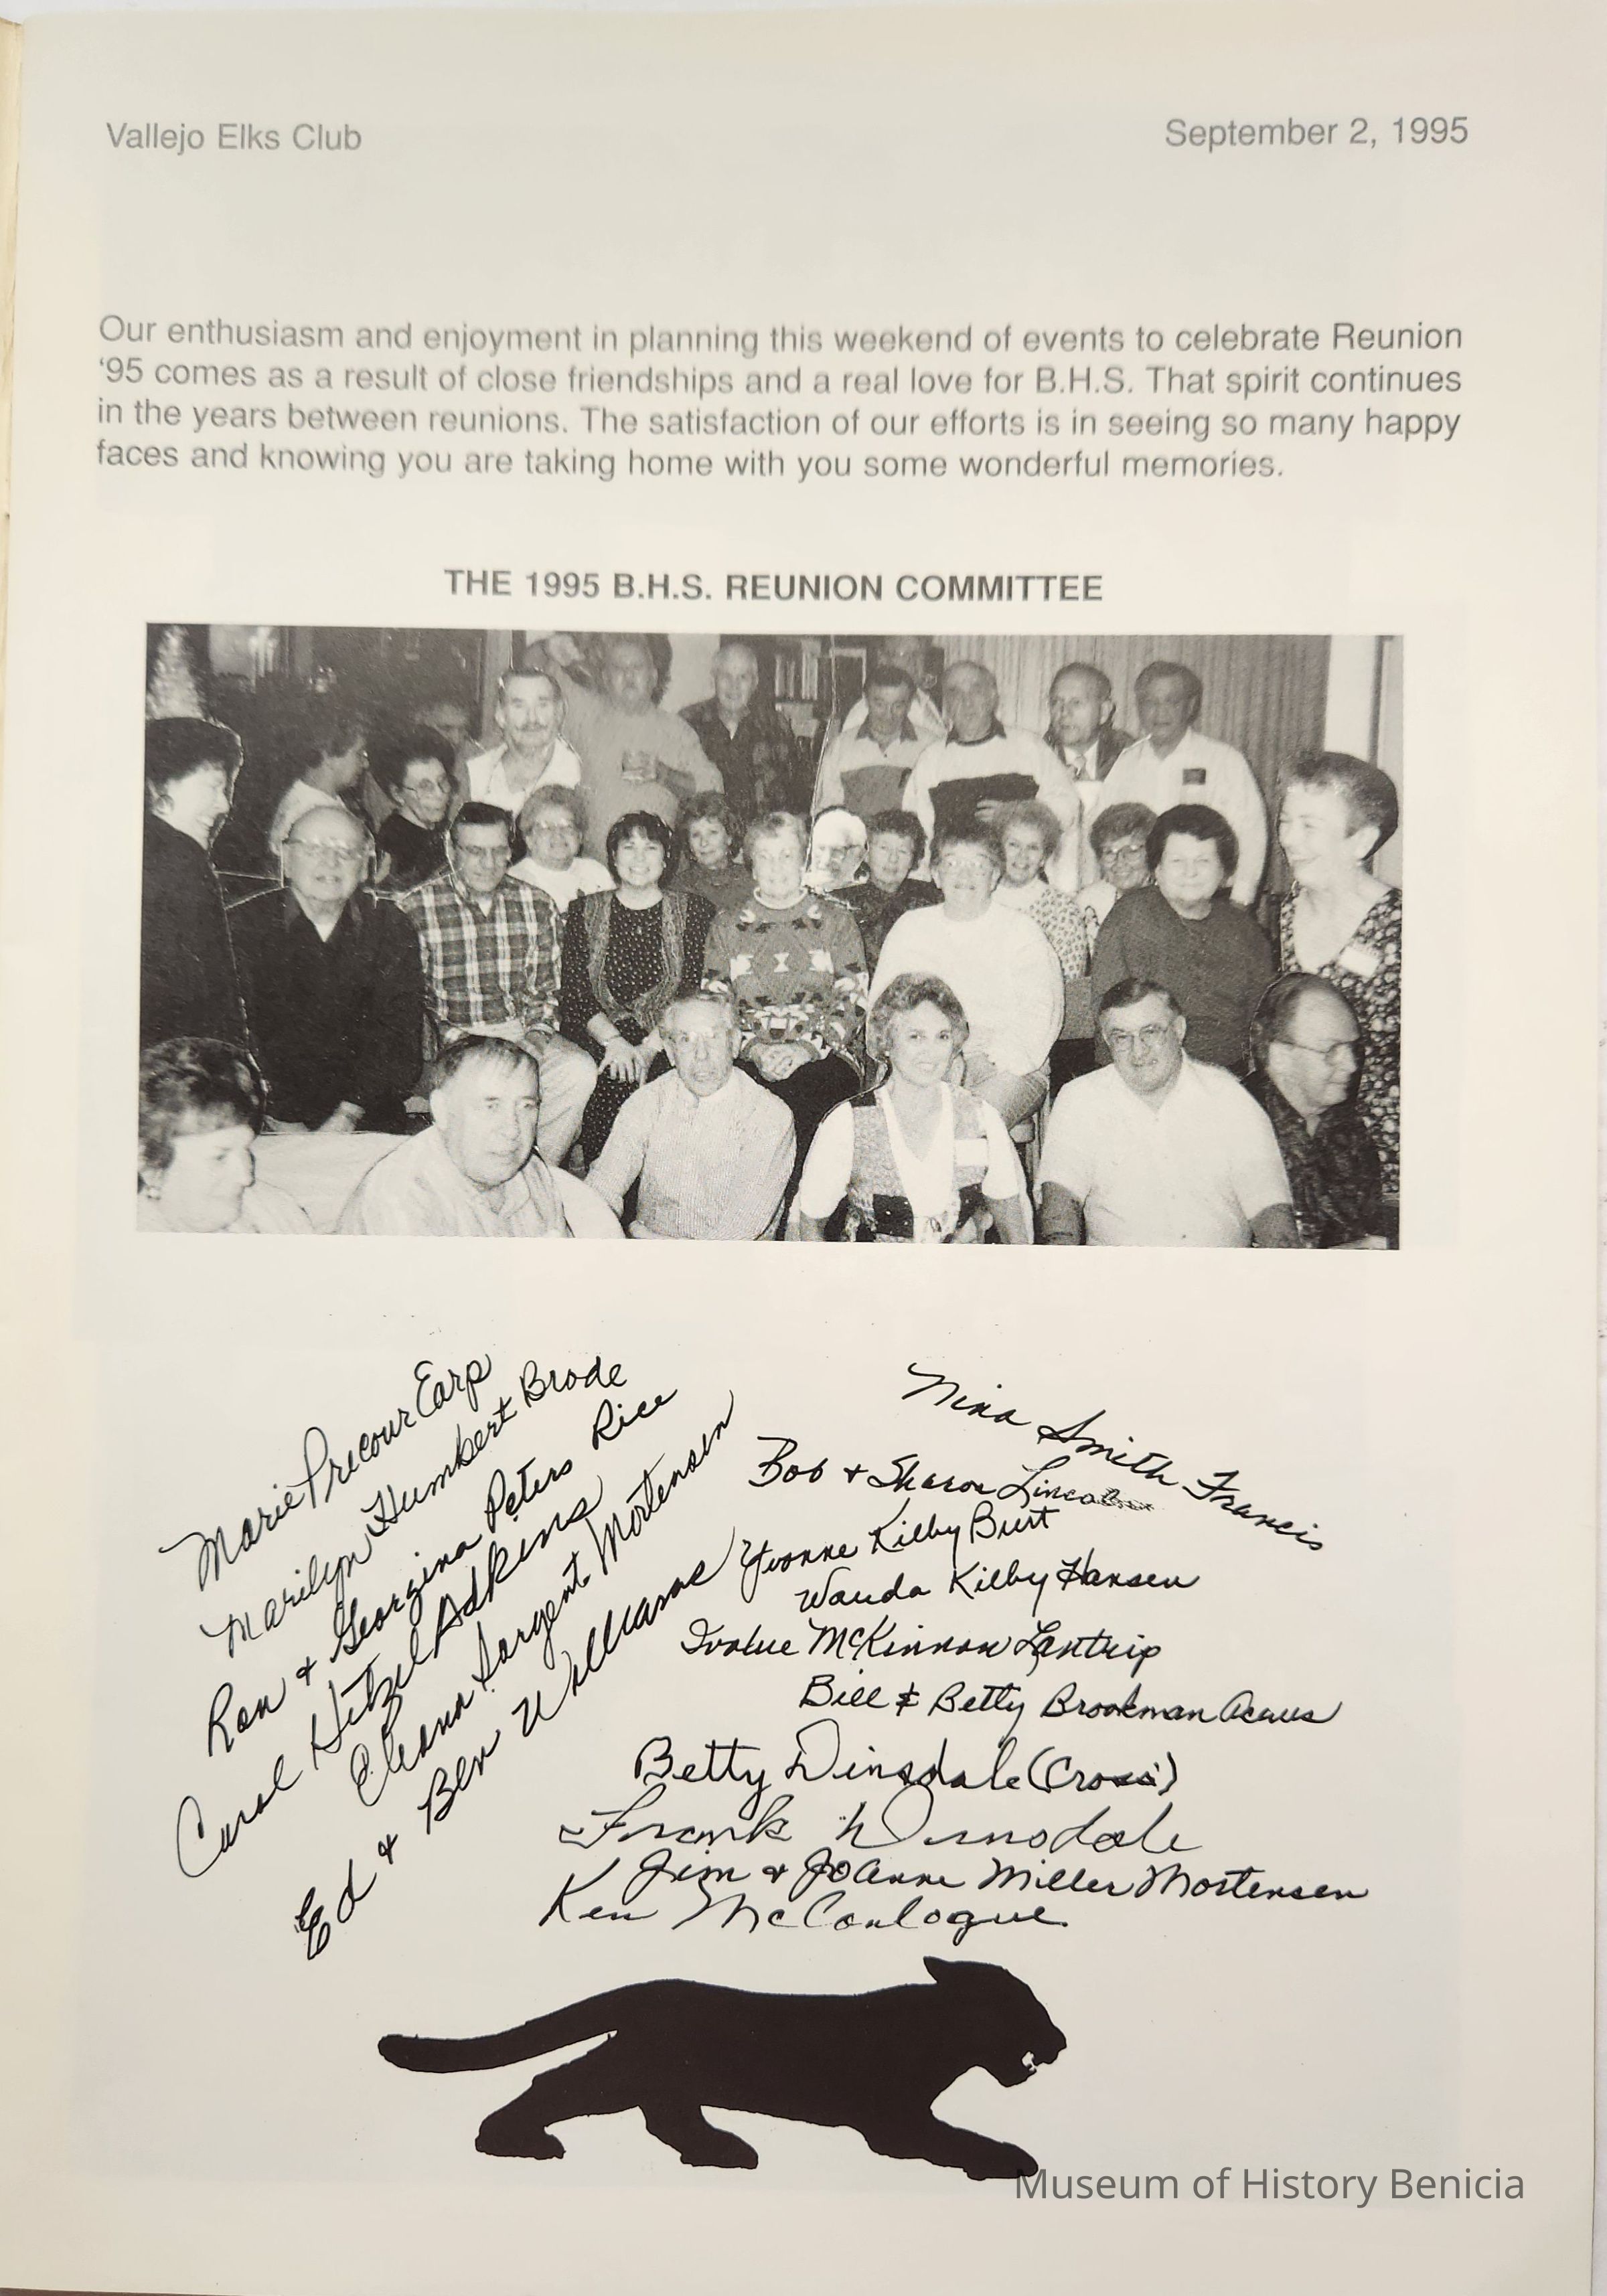 Vallejo Elks Club
September 2, 1995
Our enthusiasm and enjoyment in planning this weekend of events to celebrate Reunion
‘95 comes as a result of close friendships and a real love for B.H.S. That spirit continues
in the years between reunions. The satisfaction of our efforts is in seeing so many happy
faces and knowing you are taking home with you some wonderful memories.
THE 1995 B.H.S. REUNION COMMITTEE
Marie Precour Earp
Marilyn Humbert Brode
Ron + Georgina Peters Rice
Carol Hitzel Adkins
Cleann Sargent Mortensen
Ed & Bev Williams
Nina Smith Francis
Bob + Sharon Lincoln
Yvonne Kilby Burt
Wanda Kilby Hansen
McKinnon Lantrip
Bill & Betty Brookman
Betty Dinsdale (Cross)
Frank Dinsdale
Jim & JoAnne Miller Mortensen
Ken McConlogue
Museum of History Benicia